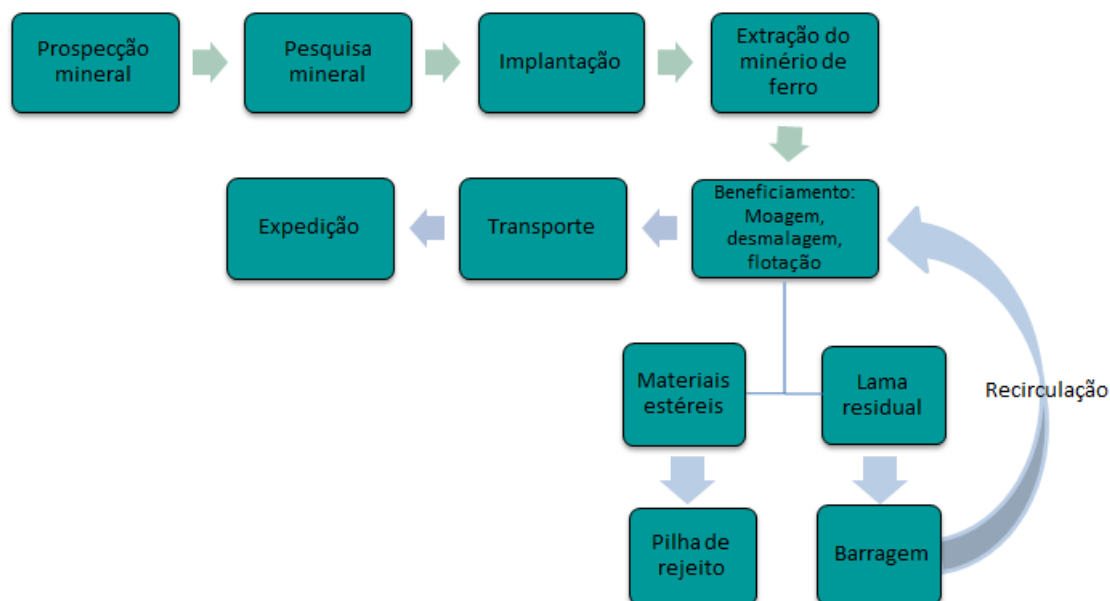 Prospecção
mineral
Pesquisa
mineral
Implantação
Extração do
minério de
ferro
Beneficiamento:
Moagem,
desmalagem,
flotação
Transporte
Expedição
Materiais
estéreis
Lama
residual
Recirculação
Pilha de
rejeito
Barragem